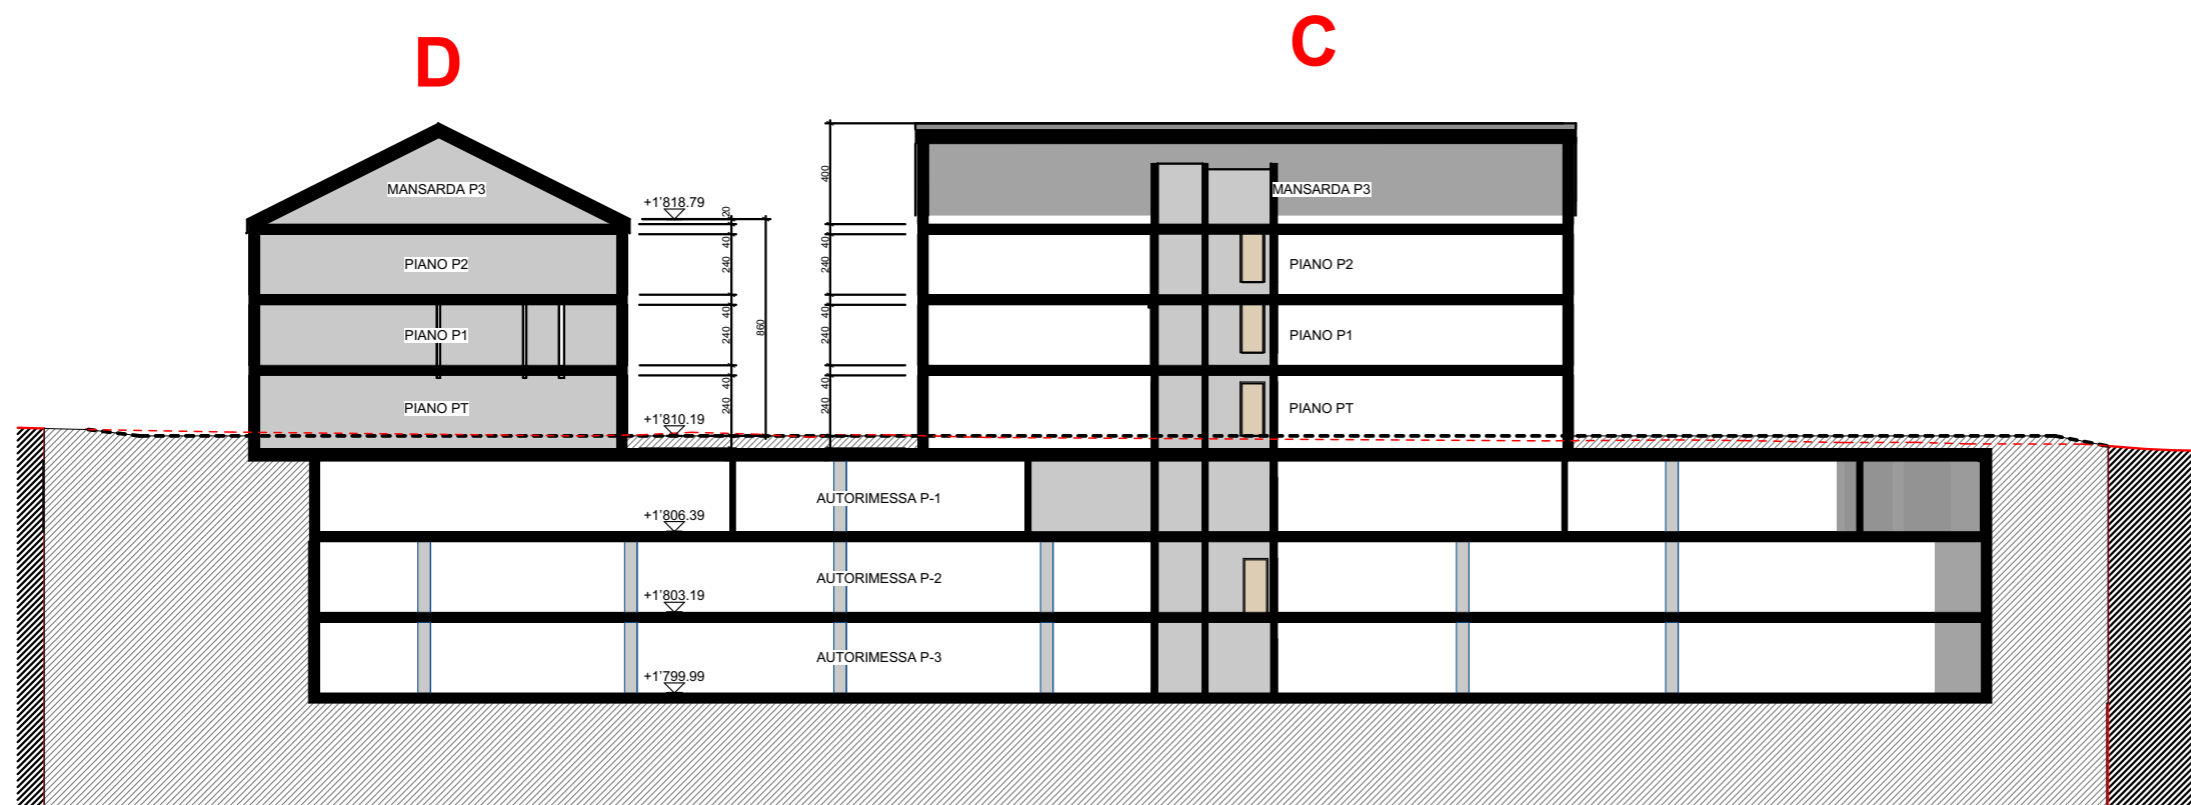 D
C
MANSARDA P3
MANSARDA P3
+1'818.79
20
400
40
40
PIANO P2
240
240
PIANO P2
40
40
PIANO P1
240
860
240
PIANO P1
40
40
PIANO PT
240
240
PIANO PT
+1'810.19
AUTORIMESSA P-1
+1'806.39
AUTORIMESSA P-2
+1'803.19
AUTORIMESSA P-3
+1'799.99